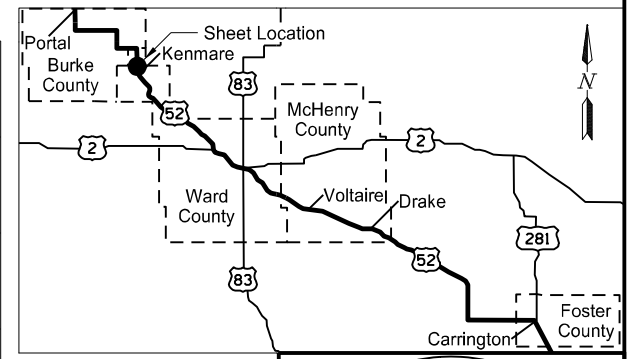 Sheet Location
Portal
Kenmare
Burke
County
83
N
52
McHenry
County
2
2
Ward
County
Voltaire
Drake
281
52
83
Foster
County
Carrington